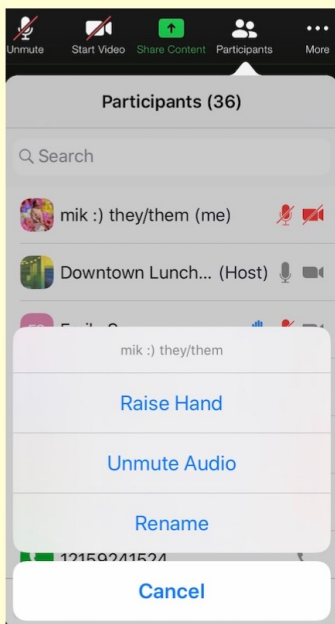 Unmute Start Video Share Content Participants More
Participants (36)
Search
mik :) they/them (me)
Downtown Lunch... (Host)
mik :) they/them
Raise Hand
Unmute Audio
Rename
12159241524
Cancel